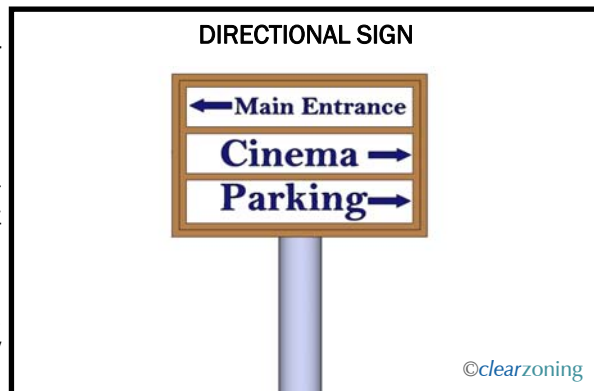 DIRECTIONAL SIGN
Main Entrance
Cinema
Parking
©clearzoning